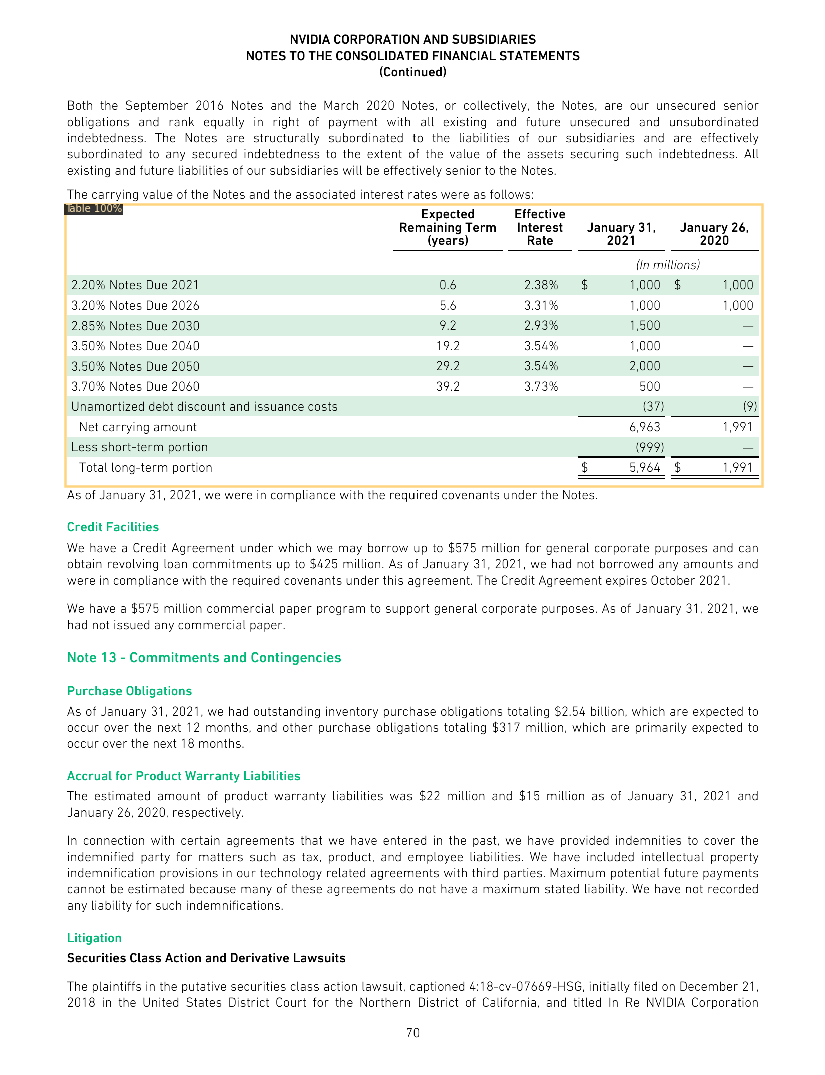 NVIDIA CORPORATION AND SUBSIDIARIES
NOTES TO THE CONSOLIDATED FINANCIAL STATEMENTS
(Continued)
Both the September 2016 Notes and the March 2020 Notes, or collectively, the Notes, are our unsecured senior
obligations and rank equally in right of payment with all existing and future unsecured and unsubordinated
indebtedness. The Notes are structurally subordinated to the liabilities of our subsidiaries and are effectively
subordinated to any secured indebtedness to the extent of the value of the assets securing such indebtedness. All
existing and future liabilities of our subsidiaries will be effectively senior to the Notes.
The carrying value of the Notes and the associated interest rates were as follows:
Table 100%
Expected Effective
Remaining Term Interest January 31, January 26,
(years) Rate 2021 2020
(In millions)
2.20% Notes Due 2021 0.6 2.38% $ 1,000 $ 1,000
3.20% Notes Due 2026 5.6 3.31% 1,000 1,000
2.85% Notes Due 2030 9.2 2.93% 1,500 —
3.50% Notes Due 2040 19.2 3.54% 1,000 —
3.50% Notes Due 2050 29.2 3.54% 2,000 —
3.70% Notes Due 2060 39.2 3.73% 500 —
Unamortized debt discount and issuance costs (37) (9)
Net carrying amount 6,963 1,991
Less short-term portion (999) —
Total long-term portion $ 5,964 $ 1,991
As of January 31, 2021, we were in compliance with the required covenants under the Notes.
Credit Facilities
We have a Credit Agreement under which we may borrow up to $575 million for general corporate purposes and can
obtain revolving loan commitments up to $425 million. As of January 31, 2021, we had not borrowed any amounts and
were in compliance with the required covenants under this agreement. The Credit Agreement expires October 2021.
We have a $575 million commercial paper program to support general corporate purposes. As of January 31, 2021, we
had not issued any commercial paper.
Note 13 - Commitments and Contingencies
Purchase Obligations
As of January 31, 2021, we had outstanding inventory purchase obligations totaling $2.54 billion, which are expected to
occur over the next 12 months, and other purchase obligations totaling $317 million, which are primarily expected to
occur over the next 18 months.
Accrual for Product Warranty Liabilities
The estimated amount of product warranty liabilities was $22 million and $15 million as of January 31, 2021 and
January 26, 2020, respectively.
In connection with certain agreements that we have entered in the past, we have provided indemnities to cover the
indemnified party for matters such as tax, product, and employee liabilities. We have included intellectual property
indemnification provisions in our technology related agreements with third parties. Maximum potential future payments
cannot be estimated because many of these agreements do not have a maximum stated liability. We have not recorded
any liability for such indemnifications.
Litigation
Securities Class Action and Derivative Lawsuits
The plaintiffs in the putative securities class action lawsuit, captioned 4:18-cv-07669-HSG, initially filed on December 21,
2018 in the United States District Court for the Northern District of California, and titled In Re NVIDIA Corporation
70